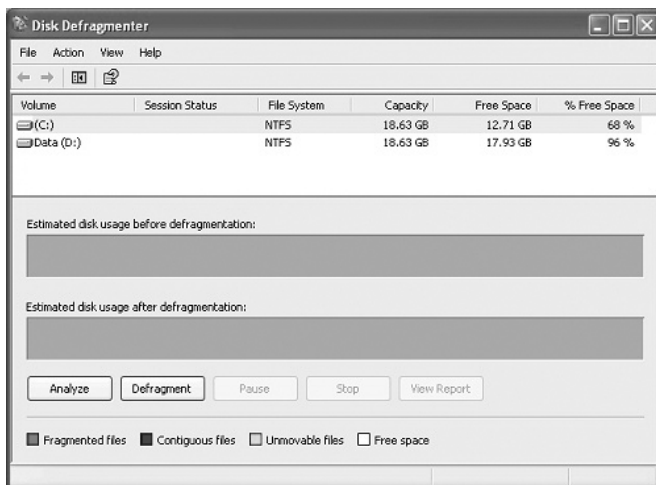 Disk Defragmenter
File Action View Help
Volume Session Status File System Capacity Free Space % Free Space
(C:) NTFS 18.63 GB 12.71 GB 68 %
Data (D:) NTFS 18.63 GB 17.93 GB 96 %
Estimated disk usage before defragmentation:
Estimated disk usage after defragmentation:
Analyze Defragment Pause Stop View Report
Fragmented files Contiguous files Unmovable files Free space